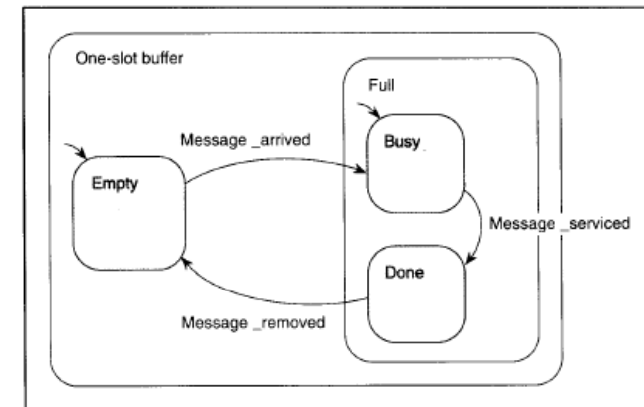 One-slot buffer
Full
Message _arrived
Busy
Empty
Message _serviced
Done
Message _removed